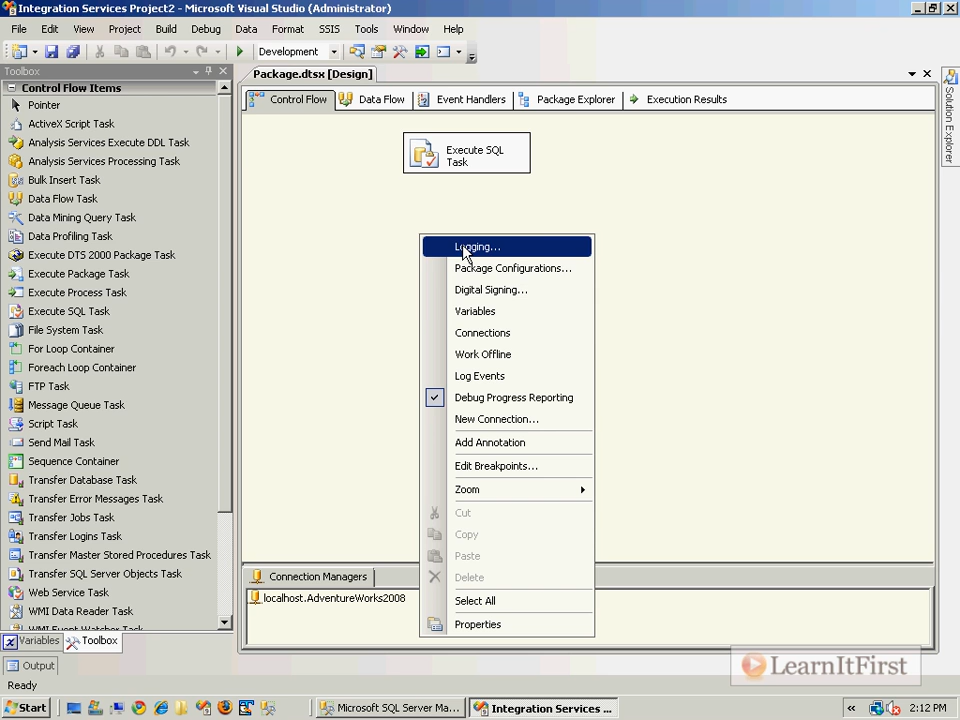 Integration Services Project2 - Microsoft Visual Studio (Administrator)
File Edit View Project Build Debug Data Format SSIS Tools Window Help
Development
Toolbox
Control Flow Items
Pointer
ActiveX Script Task
Analysis Services Execute DDL Task
Analysis Services Processing Task
Bulk Insert Task
Data Flow Task
Data Mining Query Task
Data Profiling Task
Execute DTS 2000 Package Task
Execute Package Task
Execute Process Task
Execute SQL Task
File System Task
For Loop Container
Foreach Loop Container
FTP Task
Message Queue Task
Script Task
Send Mail Task
Sequence Container
Transfer Database Task
Transfer Error Messages Task
Transfer Jobs Task
Transfer Logins Task
Transfer Master Stored Procedures Task
Transfer SQL Server Objects Task
Web Service Task
WMI Data Reader Task
WMI Event Watcher Task
Variables Toolbox
Package.dtsx [Design]
Control Flow Data Flow Event Handlers Package Explorer Execution Results
Execute SQL
Task
Logging...
Package Configurations...
Digital Signing...
Variables
Connections
Work Offline
Log Events
Debug Progress Reporting
New Connection...
Add Annotation
Edit Breakpoints...
Zoom
Cut
Copy
Paste
Delete
Select All
Properties
Connection Managers
localhost.AdventureWorks2008
Solution Explorer
Output
Ready
LearnItFirst
Start
Microsoft SQL Server Ma...
Integration Services ...
« 2:12 PM